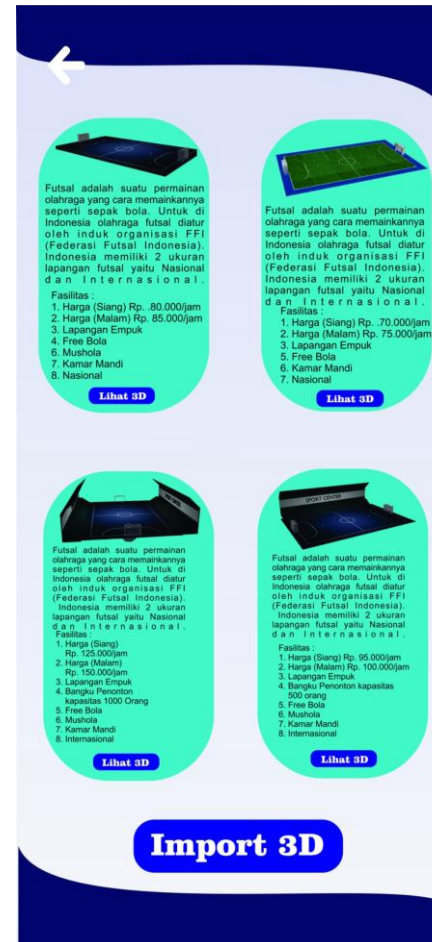 Futsal adalah suatu permainan
olahraga yang cara memainkannya
seperti sepak bola. Untuk di
Indonesia olahraga futsal diatur
oleh induk organisasi FFI
(Federasi Futsal Indonesia).
Indonesia memiliki 2 ukuran
lapangan futsal yaitu Nasional
dan Internasional.
Fasilitas :
1. Harga (Siang) Rp. .80.000/jam
2. Harga (Malam) Rp. 85.000/jam
3. Lapangan Empuk
4. Free Bola
6. Mushola
7. Kamar Mandi
8. Nasional
Lihat 3D
Futsal adalah suatu permainan
olahraga yang cara memainkannya
seperti sepak bola. Untuk di
Indonesia olahraga futsal diatur
oleh induk organisasi FFI
(Federasi Futsal Indonesia).
Indonesia memiliki 2 ukuran
lapangan futsal yaitu Nasional
dan Internasional.
Fasilitas :
1. Harga (Siang) Rp. .70.000/jam
2. Harga (Malam) Rp. 75.000/jam
3. Lapangan Empuk
5. Free Bola
6. Kamar Mandi
7. Nasional
Lihat 3D
Futsal adalah suatu permainan
olahraga yang cara memainkannya
seperti sepak bola. Untuk di
Indonesia olahraga futsal diatur
oleh induk organisasi FFI
(Federasi Futsal Indonesia).
Indonesia memiliki 2 ukuran
lapangan futsal yaitu Nasional
dan Internasional.
Fasilitas :
1. Harga (Siang)
Rp. 125.000/jam
2. Harga (Malam)
Rp. 150.000/jam
3. Lapangan Empuk
4. Bangku Penonton
kapasitas 1000 Orang
5. Free Bola
6. Mushola
7. Kamar Mandi
8. Internasional
Lihat 3D
SPORT CENTER
Futsal adalah suatu permainan
olahraga yang cara memainkannya
seperti sepak bola. Untuk di
Indonesia olahraga futsal diatur
oleh induk organisasi FFI
(Federasi Futsal Indonesia).
Indonesia memiliki 2 ukuran
lapangan futsal yaitu Nasional
dan Internasional.
Fasilitas :
1. Harga (Siang) Rp. 95.000/jam
2. Harga (Malam) Rp. 100.000/jam
3. Lapangan Empuk
4. Bangku Penonton kapasitas
500 orang
5. Free Bola
6. Mushola
7. Kamar Mandi
8. Internasional
Lihat 3D
Import 3D